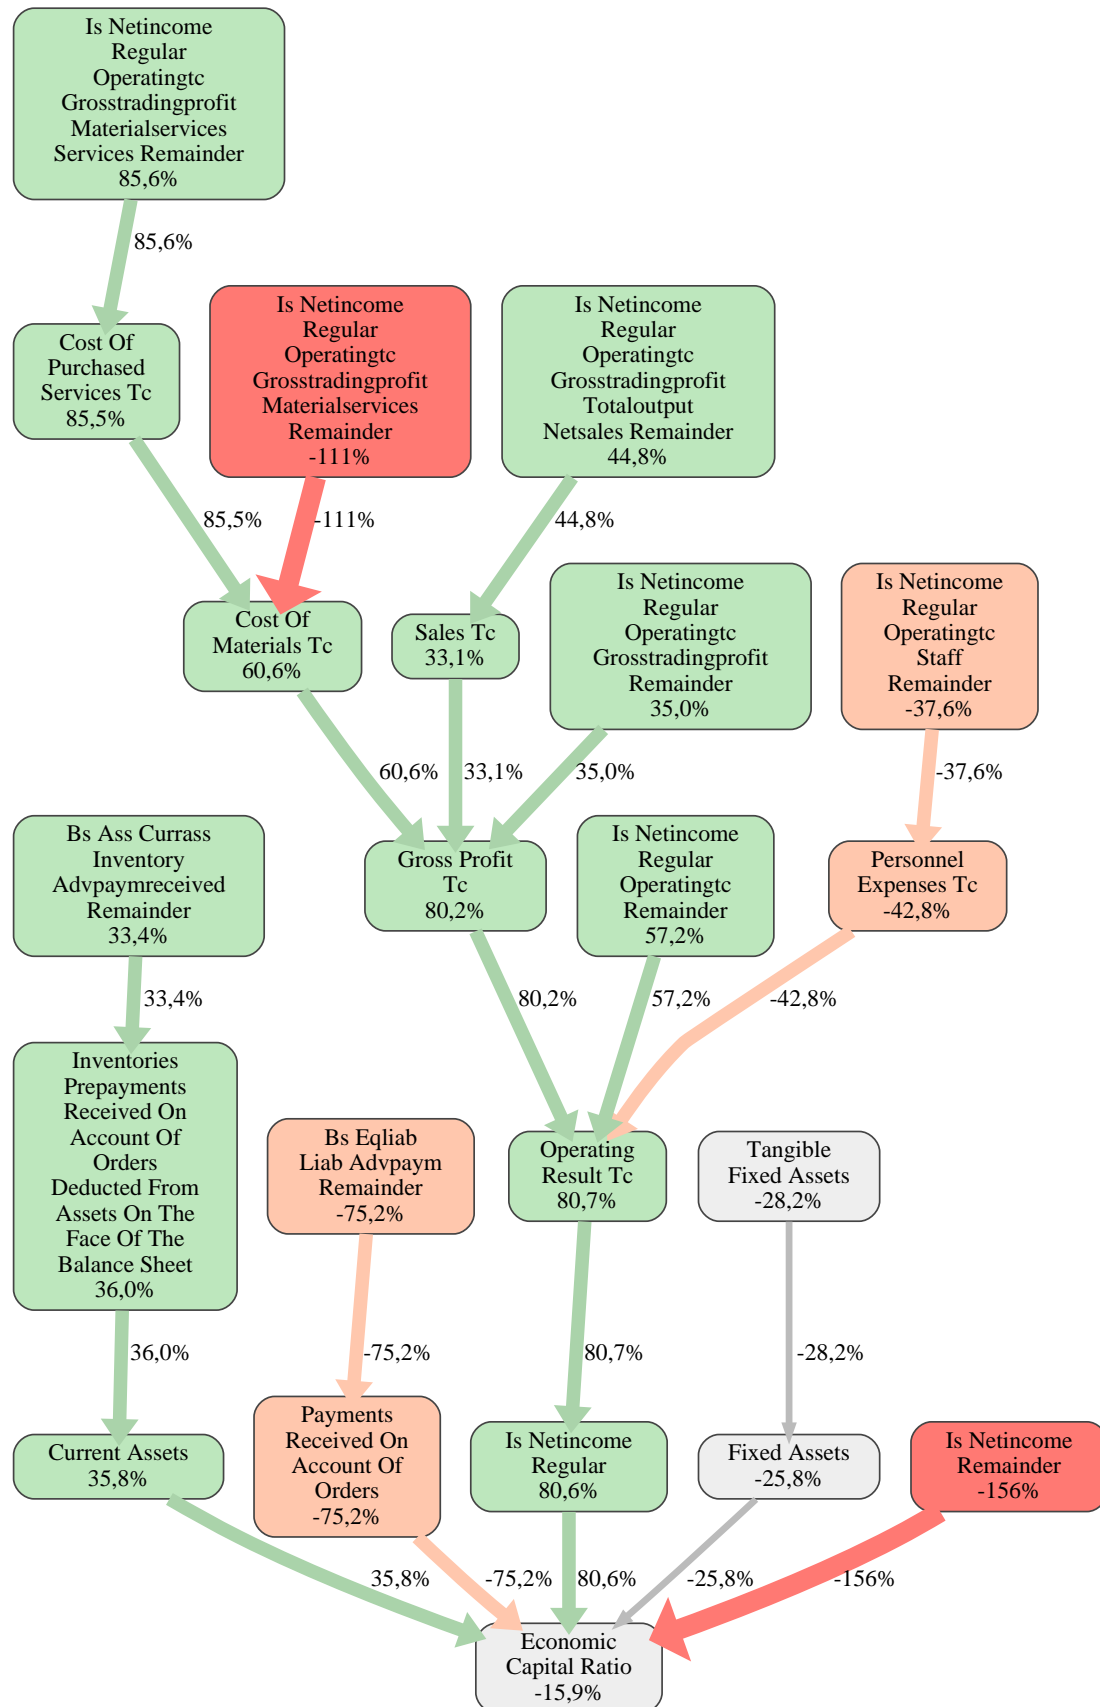 Is Netincome
Regular
Operatingtc
Grosstradingprofit
Materialservices
Services Remainder
85,6%
85,6%
Cost Of
Purchased
Services Tc
85,5%
Is Netincome
Regular
Operatingtc
Grosstradingprofit
Materialservices
Remainder
-111%
Is Netincome
Regular
Operatingtc
Grosstradingprofit
Totaloutput
Netsales Remainder
44,8%
85,5%
-111%
44,8%
Cost Of
Materials Tc
60,6%
Sales Tc
33,1%
Is Netincome
Regular
Operatingtc
Grosstradingprofit
Remainder
35,0%
Is Netincome
Regular
Operatingtc
Staff
Remainder
-37,6%
60,6%
33,1%
35,0%
-37,6%
Bs Ass Currass
Inventory
Advpaymreceived
Remainder
33,4%
Gross Profit
Tc
80,2%
Is Netincome
Regular
Operatingtc
Remainder
57,2%
Personnel
Expenses Tc
-42,8%
33,4%
80,2%
57,2%
-42,8%
Inventories
Prepayments
Received On
Account Of
Orders
Deducted From
Assets On The
Face Of The
Balance Sheet
36,0%
Bs Eqliab
Liab Advpaym
Remainder
-75,2%
Operating
Result Tc
80,7%
Tangible
Fixed Assets
-28,2%
36,0%
-75,2%
80,7%
-28,2%
Current Assets
35,8%
Payments
Received On
Account Of
Orders
-75,2%
Is Netincome
Regular
80,6%
Fixed Assets
-25,8%
Is Netincome
Remainder
-156%
35,8%
-75,2%
80,6%
-25,8%
-156%
Economic
Capital Ratio
-15,9%